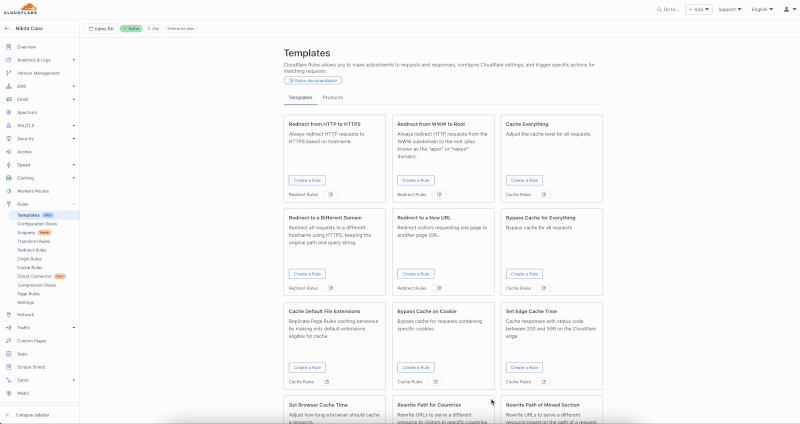 CLOUDFLARE
Go to...
+ Add
Support
English
Nikita Cano
cano.fm
Active
Star
Enterprise plan
Overview
Analytics & Logs
Version Management
DNS
Email
Spectrum
SSL/TLS
Security
Access
Speed
Caching
Workers Routes
Rules
Templates
Configuration Rules
Snippets
Transform Rules
Redirect Rules
Origin Rules
Cache Rules
Cloud Connector
Compression Rules
Page Rules
Settings
Network
Traffic
Custom Pages
Apps
Scrape Shield
Zaraz
Web3
Collapse sidebar
Templates
Cloudflare Rules allows you to make adjustments to requests and responses, configure Cloudflare settings, and trigger specific actions for
matching requests.
Rules documentation
Templates Products
Redirect from HTTP to HTTPS
Always redirect HTTP requests to
HTTPS based on hostname.
Create a Rule
Redirect Rules
Redirect from WWW to Root
Always redirect HTTP requests from the
WWW subdomain to the root (also
known as the "apex" or "naked"
domain).
Create a Rule
Redirect Rules
Cache Everything
Adjust the cache level for all requests.
Create a Rule
Cache Rules
Redirect to a Different Domain
Redirect all requests to a different
hostname using HTTPS, keeping the
original path and query string.
Create a Rule
Redirect Rules
Redirect to a New URL
Redirect visitors requesting one page to
another page URL.
Create a Rule
Redirect Rules
Bypass Cache for Everything
Bypass cache for all requests
Create a Rule
Cache Rules
Cache Default File Extensions
Replicate Page Rules caching behaviour
by making only default extensions
eligible for cache.
Create a Rule
Cache Rules
Bypass Cache on Cookie
Bypass cache for requests containing
specific cookies.
Create a Rule
Cache Rules
Set Edge Cache Time
Cache responses with status code
between 200 and 599 on the Cloudflare
edge.
Create a Rule
Cache Rules
Set Browser Cache Time
Adjust how long a browser should cache
a resource.
Rewrite Path for Countries
Rewrite URLs to serve a different
resource to visitors in specific countries.
Rewrite Path of Moved Section
Rewrite URLs to serve a different
resource based on the path of a request.